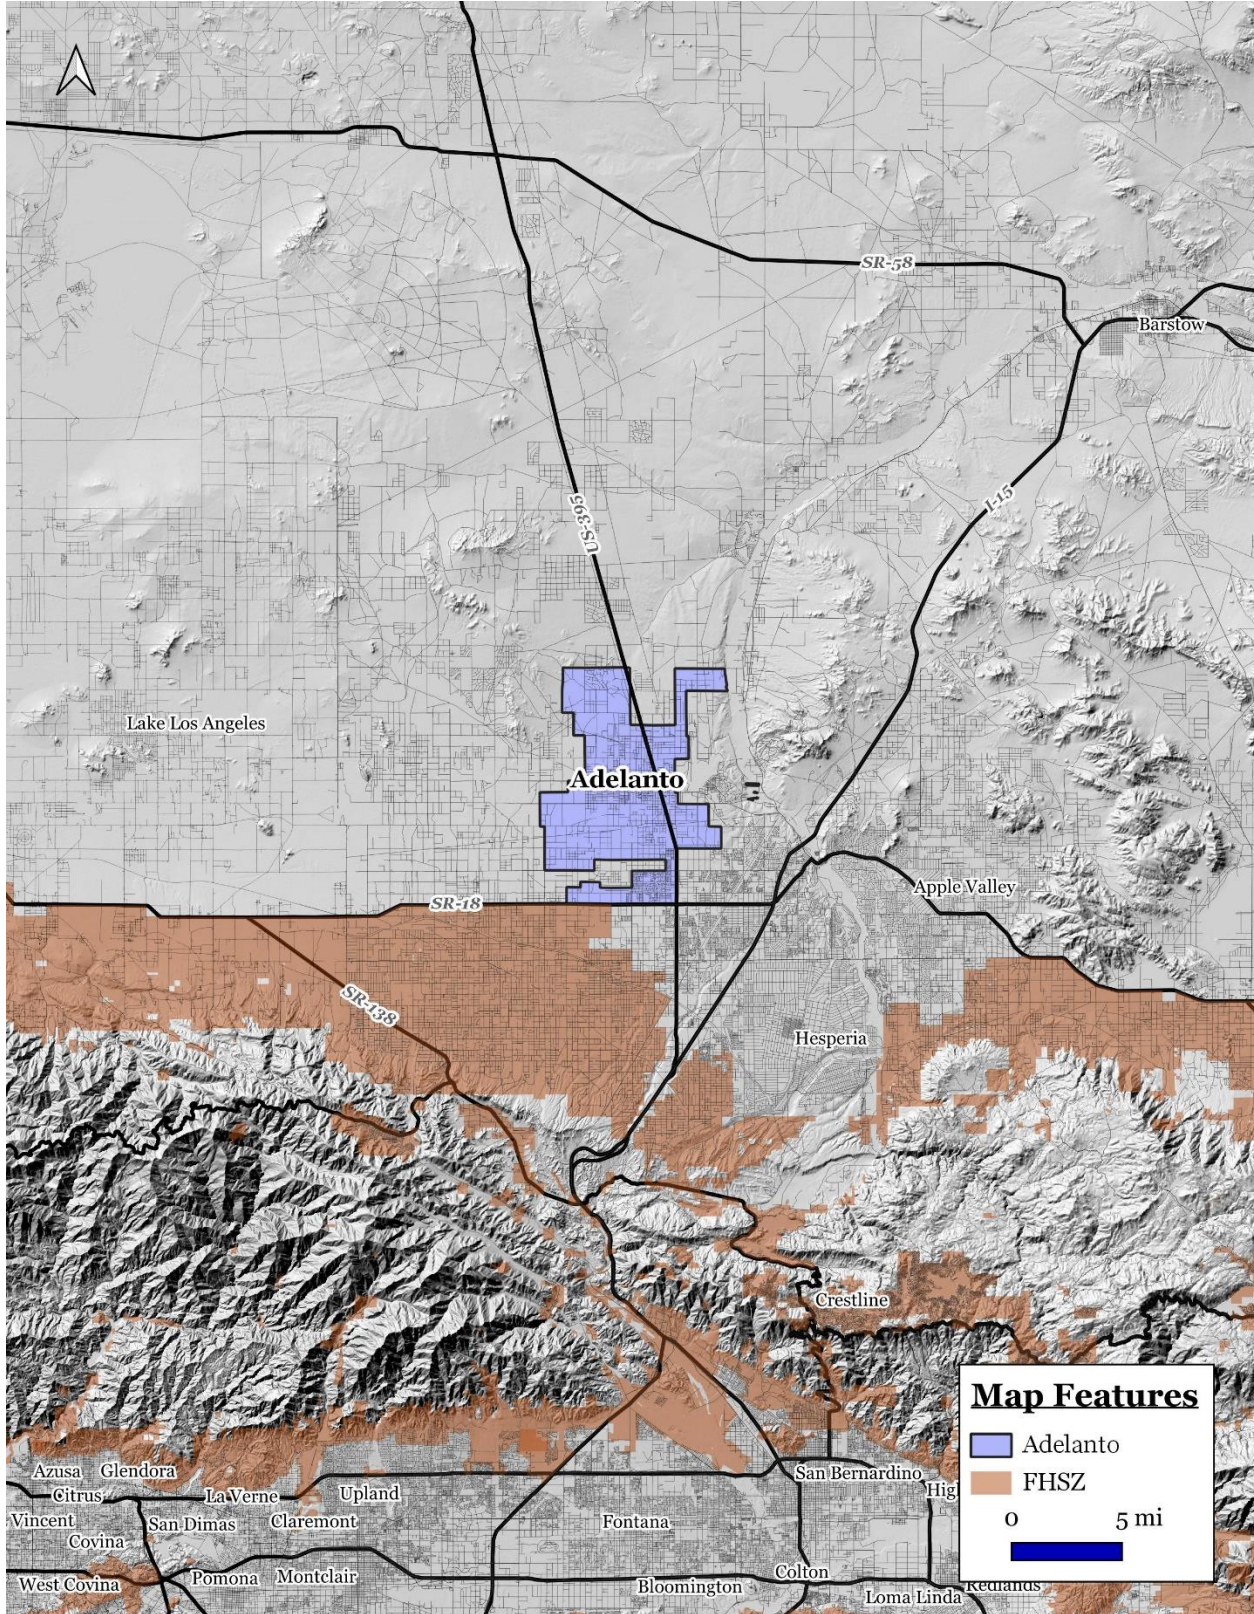 SR-58
Barstow
I-15
US-395
Lake Los Angeles
Adelanto
Apple Valley
SR-18
SR-138
Hesperia
Crestline
Map Features
Adelanto
FHSZ
0 5 mi
Azusa Glendora
San Bernardino
Citrus La Verne Upland
High
Vincent San Dimas Claremont Fontana
Covina
West Covina Pomona Montclair Bloomington Colton
Loma Linda Redlands